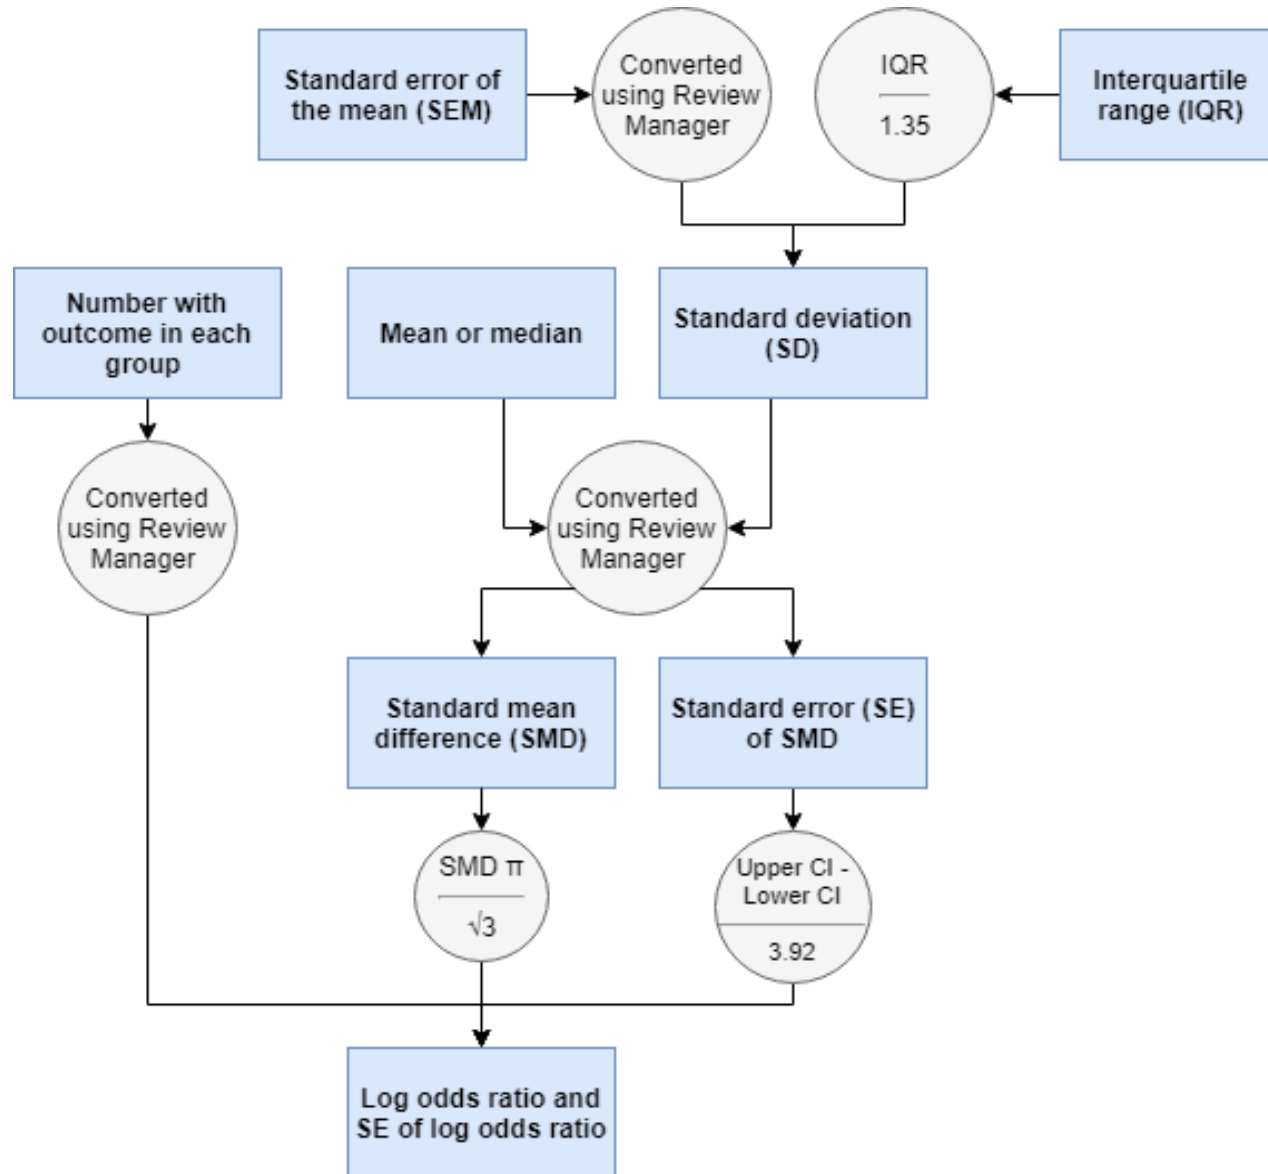 Standard error of
the mean (SEM)
Converted
using Review
Manager
IQR
1.35
Interquartile
range (IQR)
Number with
outcome in each
group
Mean or median
Standard deviation
(SD)
Converted
using Review
Manager
Converted
using Review
Manager
Standard mean
difference (SMD)
Standard error (SE)
of SMD
SMD π
√3
Upper CI -
Lower CI
3.92
Log odds ratio and
SE of log odds ratio